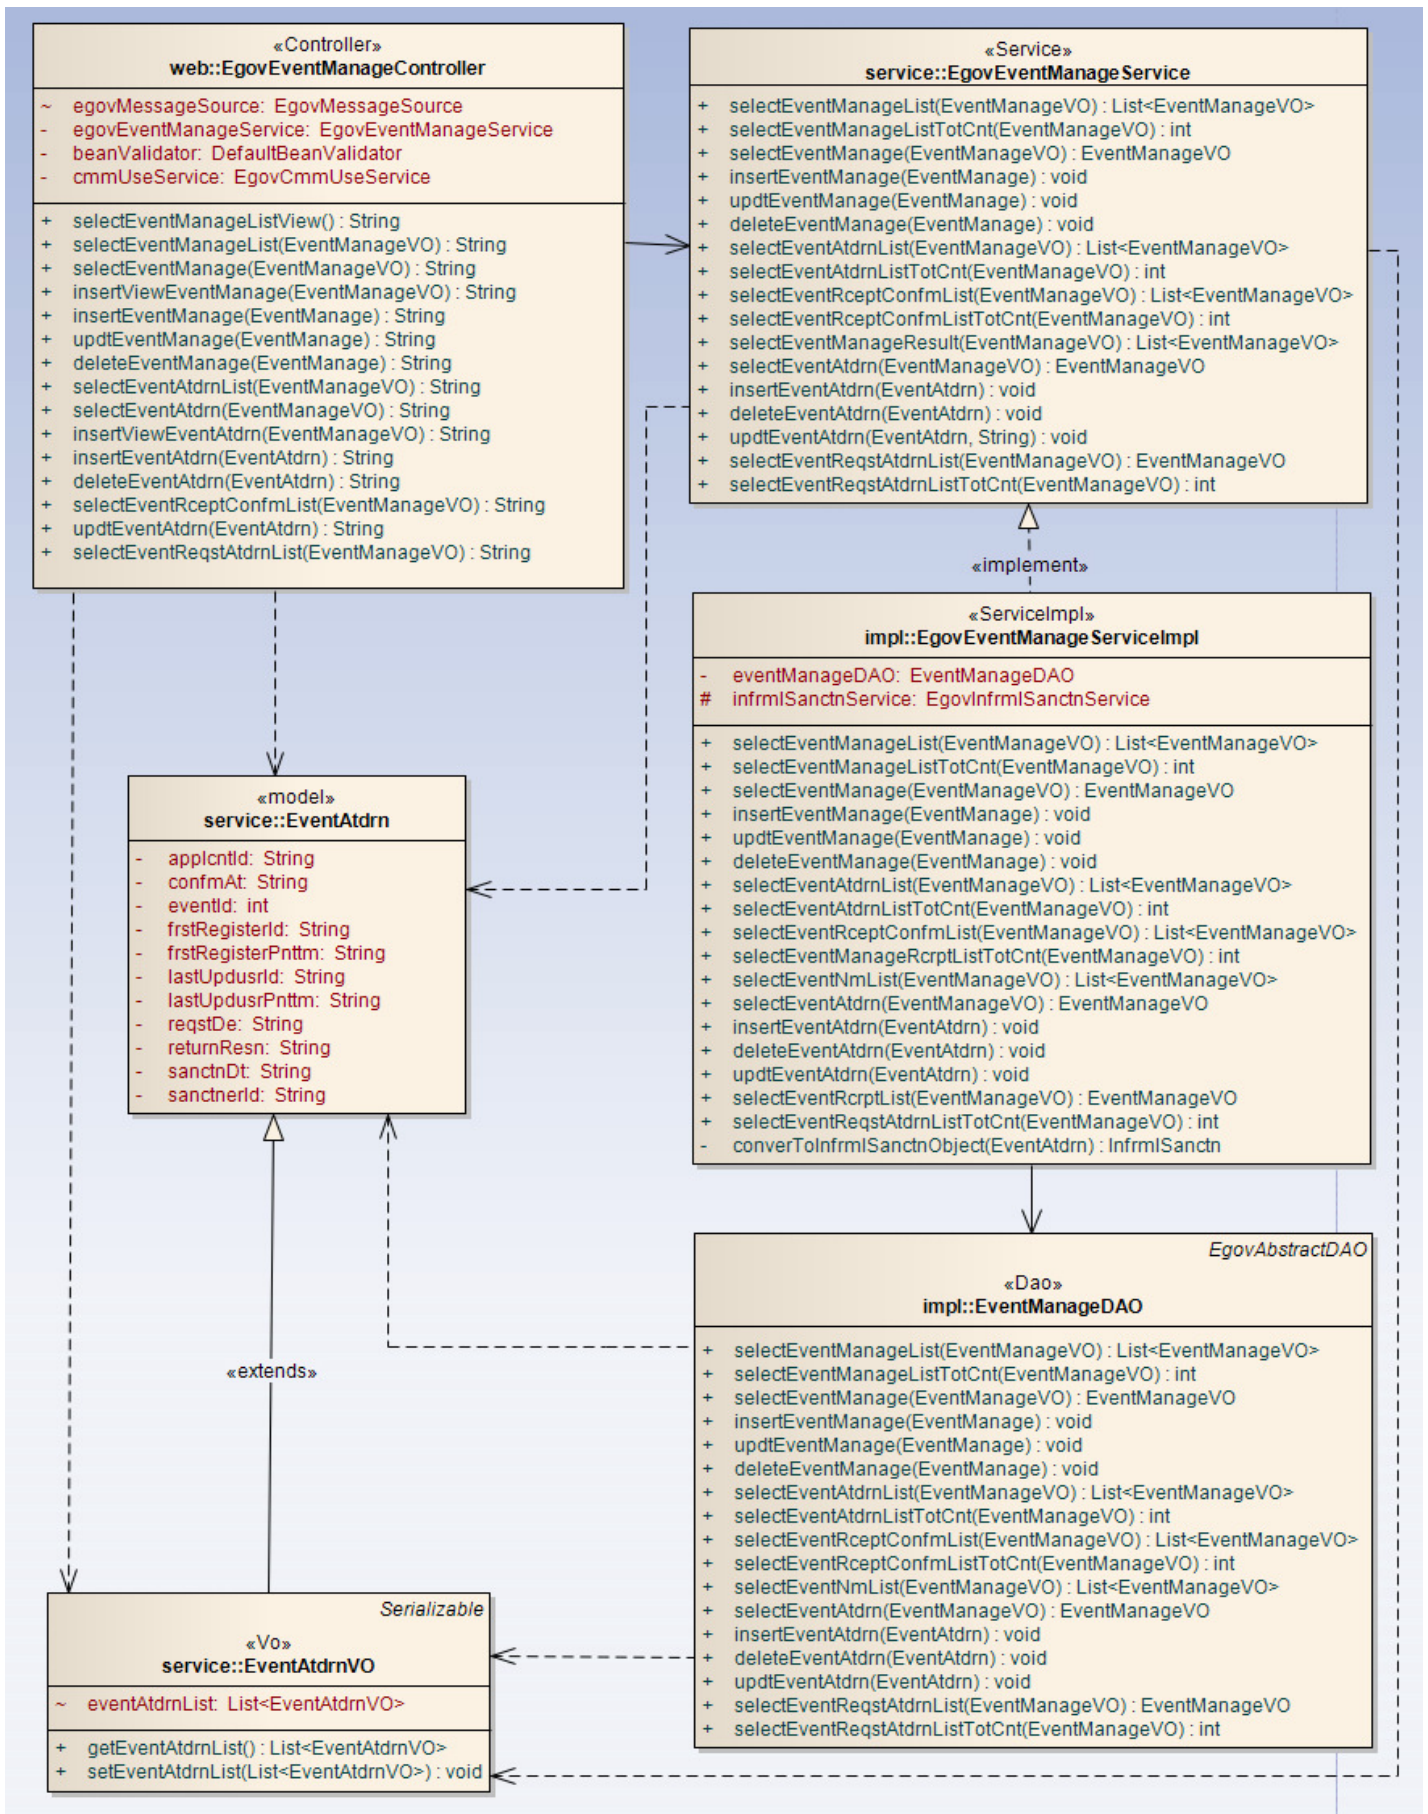 «Controller»
web::EgovEventManageController
~ egovMessageSource: EgovMessageSource
- egovEventManageService: EgovEventManageService
- beanValidator: DefaultBeanValidator
- cmmUseService: EgovCmmUseService
+ selectEventManageListView() : String
+ selectEventManageList(EventManageVO) : String
+ selectEventManage(EventManageVO) : String
+ insertViewEventManage(EventManageVO) : String
+ insertEventManage(EventManage) : String
+ updtEventManage(EventManage) : String
+ deleteEventManage(EventManage) : String
+ selectEventAtdrnList(EventManageVO) : String
+ selectEventAtdrn(EventManageVO) : String
+ insertViewEventAtdrn(EventManageVO) : String
+ insertEventAtdrn(EventAtdrn) : String
+ deleteEventAtdrn(EventAtdrn) : String
+ selectEventRceptConfmList(EventManageVO) : String
+ updtEventAtdrn(EventAtdrn) : String
+ selectEventReqstAtdrnList(EventManageVO) : String
«Service»
service::EgovEventManageService
+ selectEventManageList(EventManageVO) : List<EventManageVO>
+ selectEventManageListTotCnt(EventManageVO) : int
+ selectEventManage(EventManageVO) : EventManageVO
+ insertEventManage(EventManage) : void
+ updtEventManage(EventManage) : void
+ deleteEventManage(EventManage) : void
+ selectEventAtdrnList(EventManageVO) : List<EventManageVO>
+ selectEventAtdrnListTotCnt(EventManageVO) : int
+ selectEventRceptConfmList(EventManageVO) : List<EventManageVO>
+ selectEventRceptConfmListTotCnt(EventManageVO) : int
+ selectEventManageResult(EventManageVO) : List<EventManageVO>
+ selectEventAtdrn(EventManageVO) : EventManageVO
+ insertEventAtdrn(EventAtdrn) : void
+ deleteEventAtdrn(EventAtdrn) : void
+ updtEventAtdrn(EventAtdrn, String) : void
+ selectEventReqstAtdrnList(EventManageVO) : EventManageVO
+ selectEventReqstAtdrnListTotCnt(EventManageVO) : int
«implement»
«ServiceImpl»
impl::EgovEventManageServiceImpl
- eventManageDAO: EventManageDAO
# infrmlSanctnService: EgovInfrmlSanctnService
+ selectEventManageList(EventManageVO) : List<EventManageVO>
+ selectEventManageListTotCnt(EventManageVO) : int
+ selectEventManage(EventManageVO) : EventManageVO
+ insertEventManage(EventManage) : void
+ updtEventManage(EventManage) : void
+ deleteEventManage(EventManage) : void
+ selectEventAtdrnList(EventManageVO) : List<EventManageVO>
+ selectEventAtdrnListTotCnt(EventManageVO) : int
+ selectEventRceptConfmList(EventManageVO) : List<EventManageVO>
+ selectEventManageRcrptListTotCnt(EventManageVO) : int
+ selectEventNmList(EventManageVO) : List<EventManageVO>
+ selectEventAtdrn(EventManageVO) : EventManageVO
+ insertEventAtdrn(EventAtdrn) : void
+ deleteEventAtdrn(EventAtdrn) : void
+ updtEventAtdrn(EventAtdrn) : void
+ selectEventRcrptList(EventManageVO) : EventManageVO
+ selectEventReqstAtdrnListTotCnt(EventManageVO) : int
- converToInfrmlSanctnObject(EventAtdrn) : InfrmlSanctn
«model»
service::EventAtdrn
- applcntId: String
- confmAt: String
- eventId: int
- frstRegisterId: String
- frstRegisterPnttm: String
- lastUpdusrId: String
- lastUpdusrPnttm: String
- reqstDe: String
- returnResn: String
- sanctnDt: String
- sanctnerId: String
«extends»
EgovAbstractDAO
«Dao»
impl::EventManageDAO
+ selectEventManageList(EventManageVO) : List<EventManageVO>
+ selectEventManageListTotCnt(EventManageVO) : int
+ selectEventManage(EventManageVO) : EventManageVO
+ insertEventManage(EventManage) : void
+ updtEventManage(EventManage) : void
+ deleteEventManage(EventManage) : void
+ selectEventAtdrnList(EventManageVO) : List<EventManageVO>
+ selectEventAtdrnListTotCnt(EventManageVO) : int
+ selectEventRceptConfmList(EventManageVO) : List<EventManageVO>
+ selectEventRceptConfmListTotCnt(EventManageVO) : int
+ selectEventNmList(EventManageVO) : List<EventManageVO>
+ selectEventAtdrn(EventManageVO) : EventManageVO
+ insertEventAtdrn(EventAtdrn) : void
+ deleteEventAtdrn(EventAtdrn) : void
+ updtEventAtdrn(EventAtdrn) : void
+ selectEventReqstAtdrnList(EventManageVO) : EventManageVO
+ selectEventReqstAtdrnListTotCnt(EventManageVO) : int
Serializable
«Vo»
service::EventAtdrnVO
~ eventAtdrnList: List<EventAtdrnVO>
+ getEventAtdrnList() : List<EventAtdrnVO>
+ setEventAtdrnList(List<EventAtdrnVO>) : void